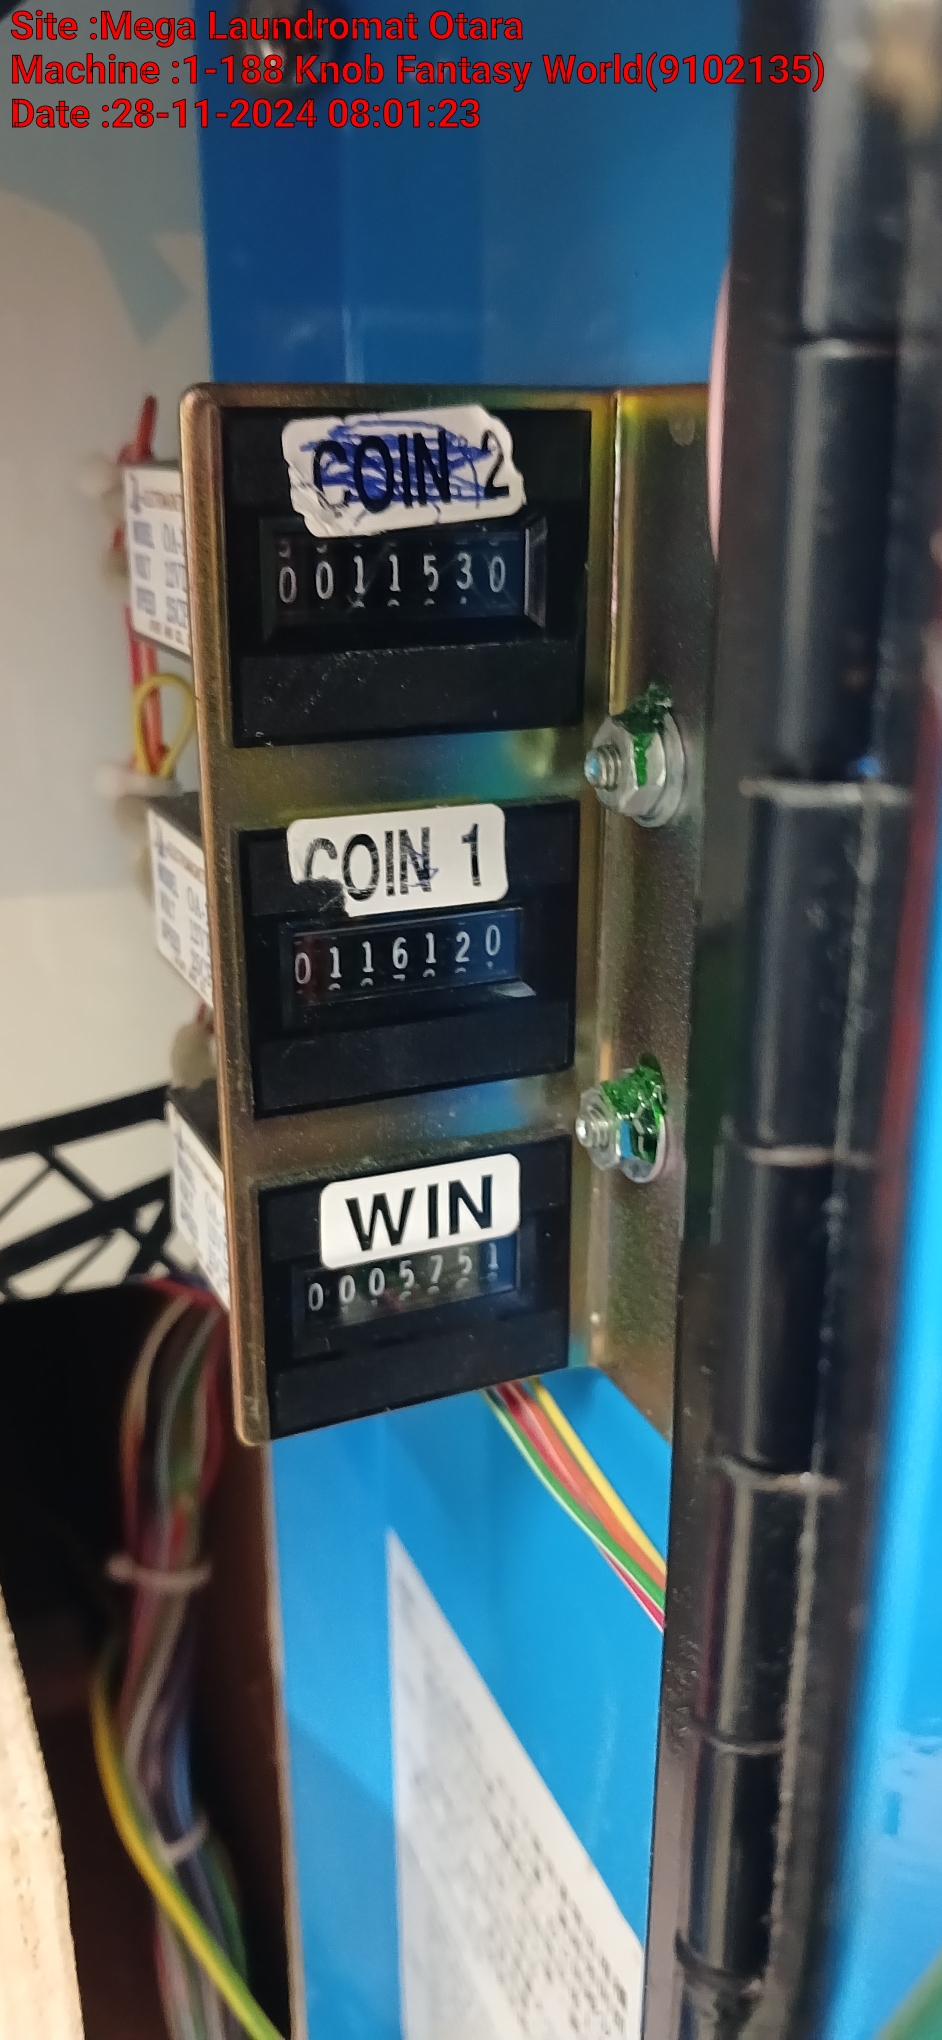 Site :Mega Laundromat Otara
Machine :1-188 Knob Fantasy World(9102135)
Date :28-11-2024 08:01:23
COIN 2
0011530
COIN 1
0116120
WIN
0005751